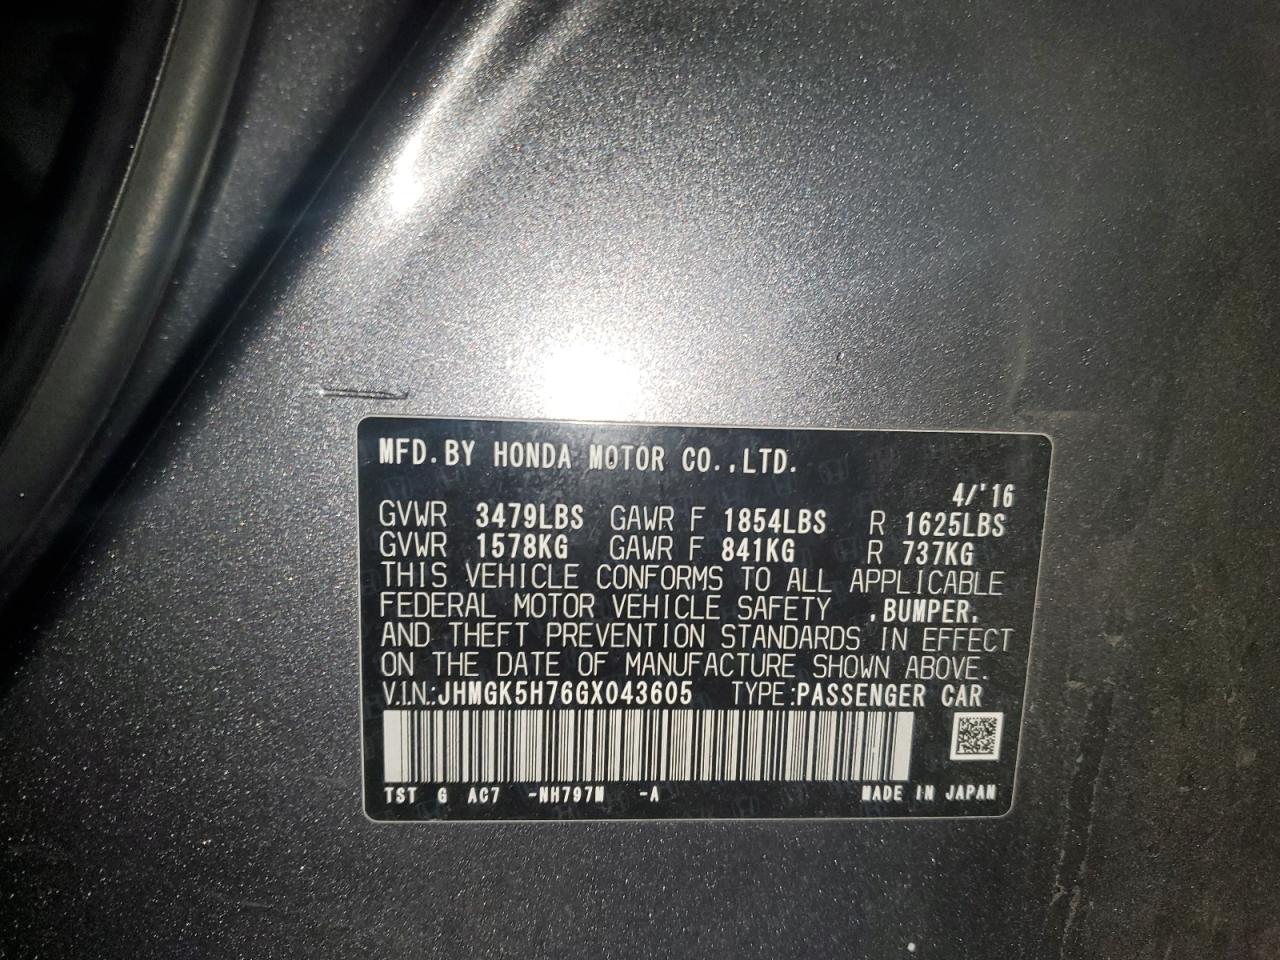 MFD.BY HONDA MOTOR CO.,LTD.
4/'16
GVWR 3479LBS GAWR F 1854LBS R 1625LBS
GVWR 1578KG GAWR F 841KG R 737KG
THIS VEHICLE CONFORMS TO ALL APPLICABLE
FEDERAL MOTOR VEHICLE SAFETY ,BUMPER,
AND THEFT PREVENTION STANDARDS IN EFFECT
ON THE DATE OF MANUFACTURE SHOWN ABOVE.
V.I.N.:JHMGK5H76GX043605 TYPE:PASSENGER CAR
TST G AC7 -NH797M -A MADE IN JAPAN